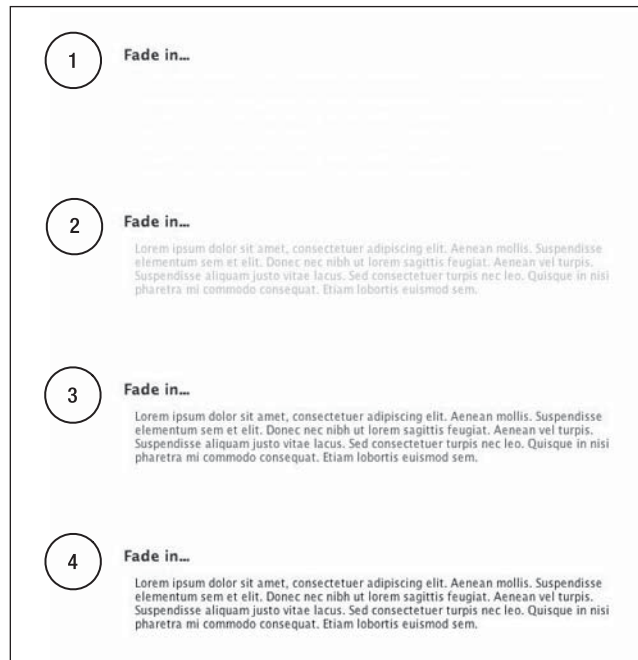 1
Fade in...
2
Fade in...
Lorem ipsum dolor sit amet, consectetuer adipiscing elit. Aenean mollis. Suspendisse
elementum sem et elit. Donec nec nibh ut lorem sagittis feugiat. Aenean vel turpis.
Suspendisse aliquam justo vitae lacus. Sed consectetuer turpis nec leo. Quisque in nisi
pharetra mi commodo consequat. Etiam lobortis euismod sem.
3
Fade in...
Lorem ipsum dolor sit amet, consectetuer adipiscing elit. Aenean mollis. Suspendisse
elementum sem et elit. Donec nec nibh ut lorem sagittis feugiat. Aenean vel turpis.
Suspendisse aliquam justo vitae lacus. Sed consectetuer turpis nec leo. Quisque in nisi
pharetra mi commodo consequat. Etiam lobortis euismod sem.
4
Fade in...
Lorem ipsum dolor sit amet, consectetuer adipiscing elit. Aenean mollis. Suspendisse
elementum sem et elit. Donec nec nibh ut lorem sagittis feugiat. Aenean vel turpis.
Suspendisse aliquam justo vitae lacus. Sed consectetuer turpis nec leo. Quisque in nisi
pharetra mi commodo consequat. Etiam lobortis euismod sem.